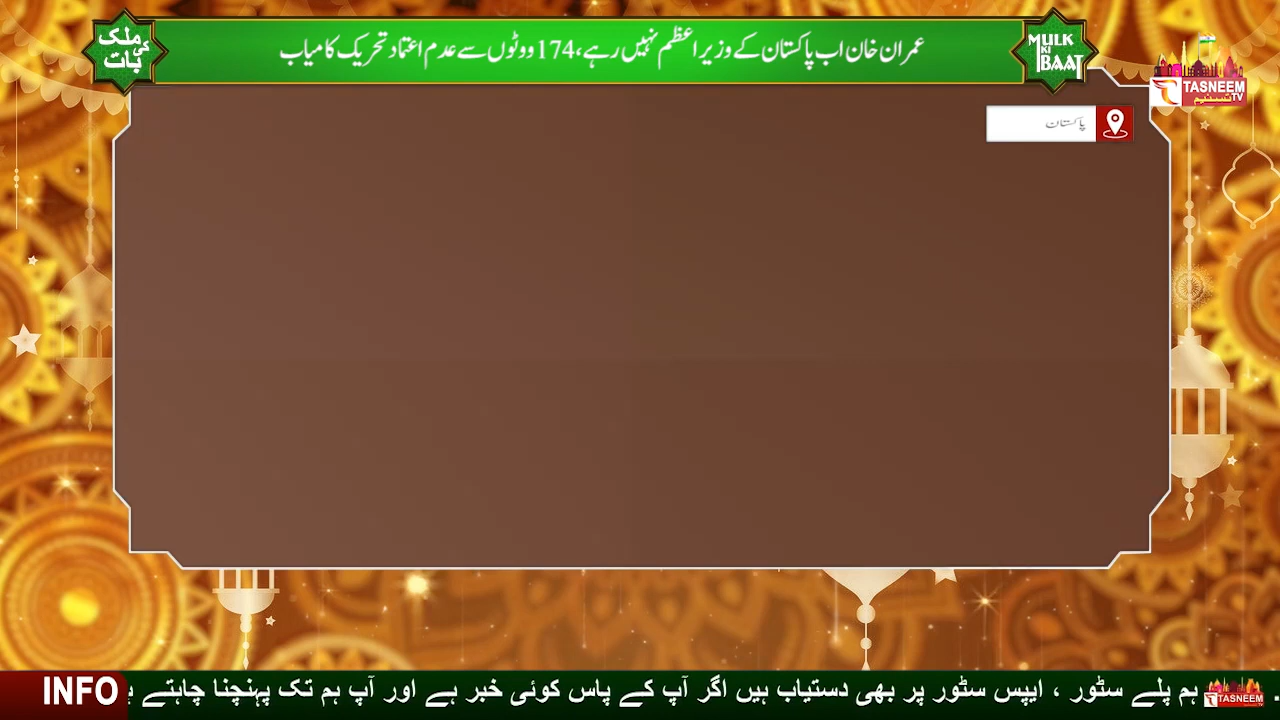 ملک
کی
بات
عمران خان اب پاکستان کے وزیر اعظم نہیں رہے، 174 ووٹوں سے عدم اعتماد تحریک کامیاب
MULK
KI
BAAT
TASNEEM
تسنیم TV
پاکستان
INFO
ہم پلے سٹور ، ایپس سٹور پر بھی دستیاب ہیں اگر آپ کے پاس کوئی خبر ہے اور آپ ہم تک پہنچنا چاہتے
TASNEEM